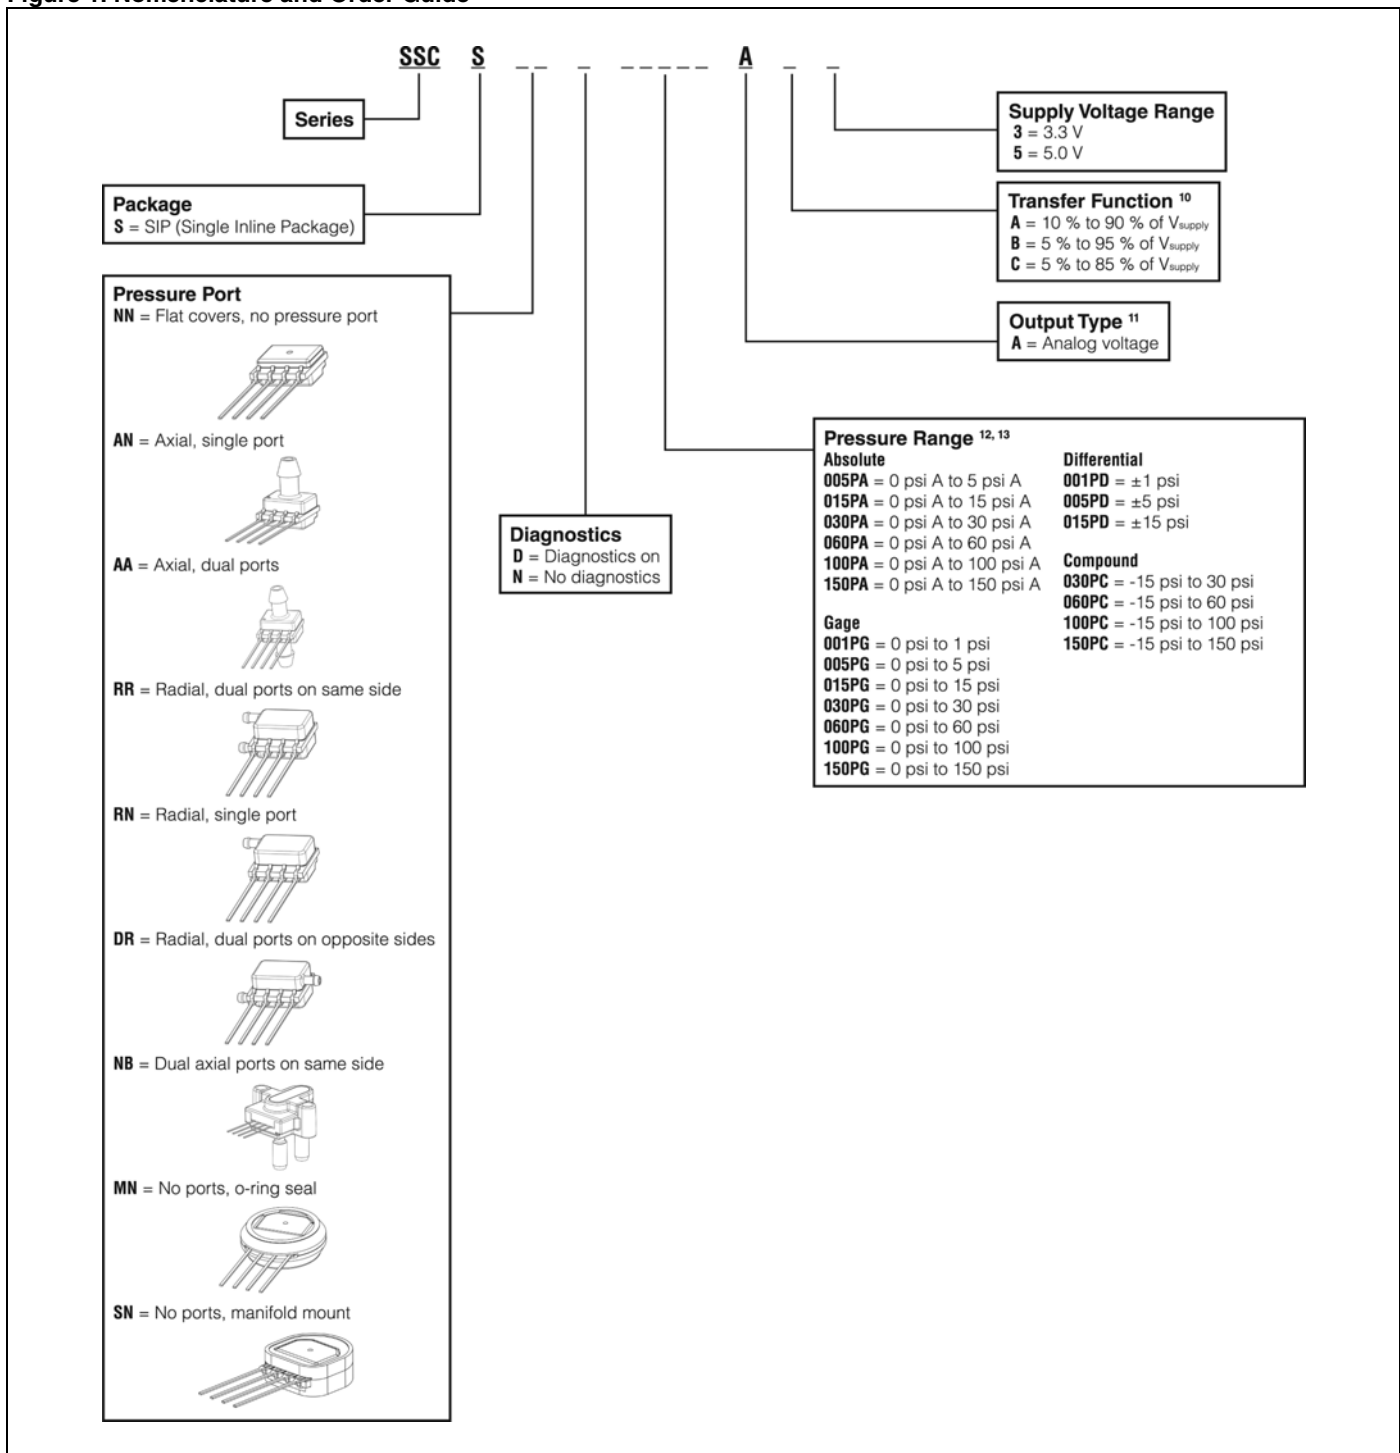 Figure 1. Nomenclature and Order Guide
SSC S _ _ _ _ _ _ _ _ A _ _
Series
Package
S = SIP (Single Inline Package)
Pressure Port
NN = Flat covers, no pressure port
AN = Axial, single port
AA = Axial, dual ports
RR = Radial, dual ports on same side
RN = Radial, single port
DR = Radial, dual ports on opposite sides
NB = Dual axial ports on same side
MN = No ports, o-ring seal
SN = No ports, manifold mount
Diagnostics
D = Diagnostics on
N = No diagnostics
Supply Voltage Range
3 = 3.3 V
5 = 5.0 V
Transfer Function 10
A = 10 % to 90 % of Vsupply
B = 5 % to 95 % of Vsupply
C = 5 % to 85 % of Vsupply
Output Type 11
A = Analog voltage
Pressure Range 12, 13
Absolute
005PA = 0 psi A to 5 psi A
015PA = 0 psi A to 15 psi A
030PA = 0 psi A to 30 psi A
060PA = 0 psi A to 60 psi A
100PA = 0 psi A to 100 psi A
150PA = 0 psi A to 150 psi A
Gage
001PG = 0 psi to 1 psi
005PG = 0 psi to 5 psi
015PG = 0 psi to 15 psi
030PG = 0 psi to 30 psi
060PG = 0 psi to 60 psi
100PG = 0 psi to 100 psi
150PG = 0 psi to 150 psi
Differential
001PD = ±1 psi
005PD = ±5 psi
015PD = ±15 psi
Compound
030PC = -15 psi to 30 psi
060PC = -15 psi to 60 psi
100PC = -15 psi to 100 psi
150PC = -15 psi to 150 psi